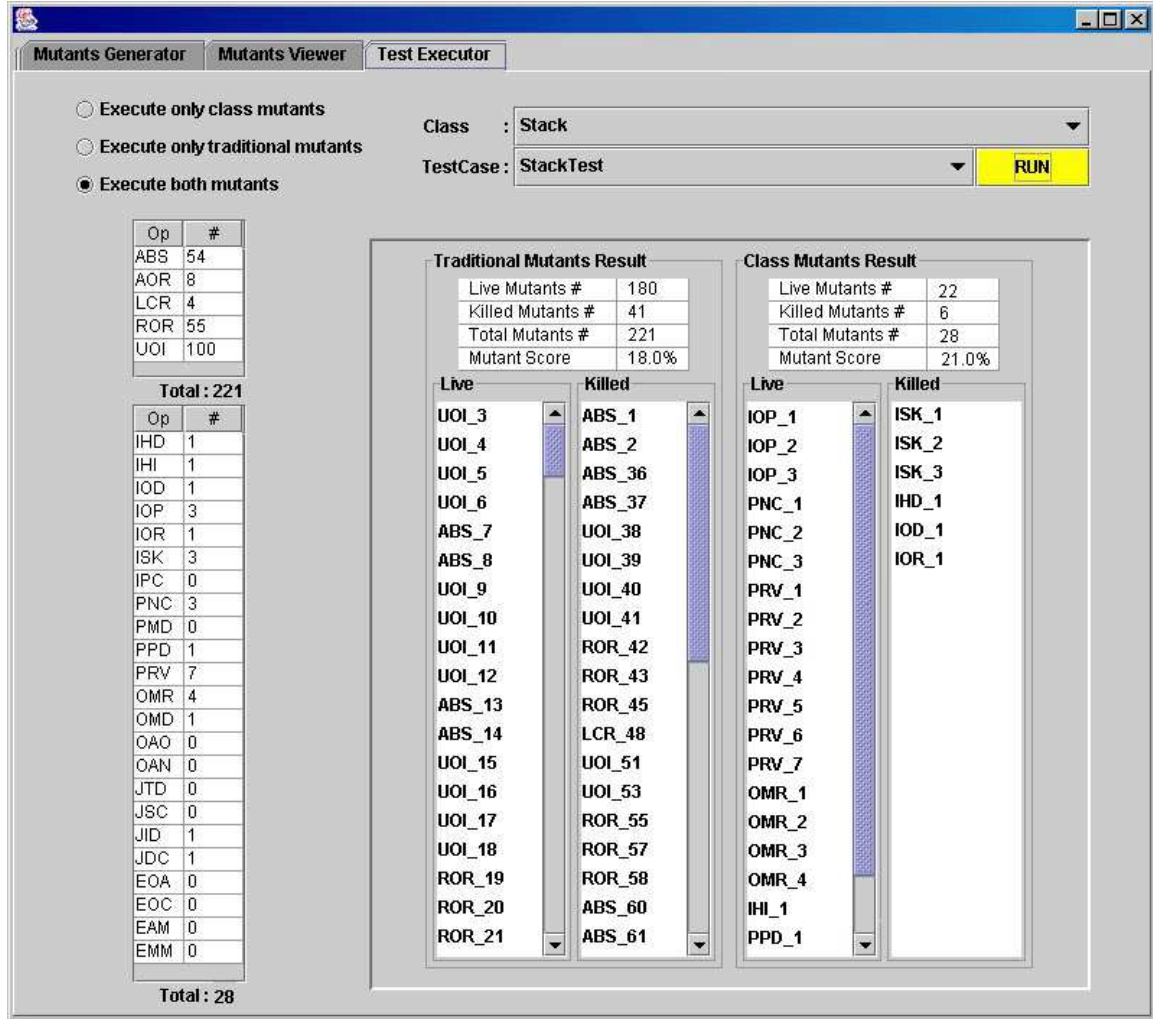 Mutants Generator Mutants Viewer Test Executor
Execute only class mutants
Execute only traditional mutants
Execute both mutants
Class : Stack
TestCase : StackTest RUN
Op #
ABS 54
AOR 8
LCR 4
ROR 55
UOI 100
Total : 221
Op #
IHD 1
IHI 1
IOD 1
IOP 3
IOR 1
ISK 3
IPC 0
PNC 3
PMD 0
PPD 1
PRV 7
OMR 4
OMD 1
OAO 0
OAN 0
JTD 0
JSC 0
JID 1
JDC 1
EOA 0
EOC 0
EAM 0
EMM 0
Total : 28
Traditional Mutants Result
Live Mutants # 180
Killed Mutants # 41
Total Mutants # 221
Mutant Score 18.0%
Live
UOI_3
UOI_4
UOI_5
UOI_6
ABS_7
ABS_8
UOI_9
UOI_10
UOI_11
UOI_12
ABS_13
ABS_14
UOI_15
UOI_16
UOI_17
UOI_18
ROR_19
ROR_20
ROR_21
Killed
ABS_1
ABS_2
ABS_36
ABS_37
UOI_38
UOI_39
UOI_40
UOI_41
ROR_42
ROR_43
ROR_45
LCR_48
UOI_51
UOI_53
ROR_55
ROR_57
ROR_58
ABS_60
ABS_61
Class Mutants Result
Live Mutants # 22
Killed Mutants # 6
Total Mutants # 28
Mutant Score 21.0%
Live
IOP_1
IOP_2
IOP_3
PNC_1
PNC_2
PNC_3
PRV_1
PRV_2
PRV_3
PRV_4
PRV_5
PRV_6
PRV_7
OMR_1
OMR_2
OMR_3
OMR_4
IHI_1
PPD_1
Killed
ISK_1
ISK_2
ISK_3
IHD_1
IOD_1
IOR_1